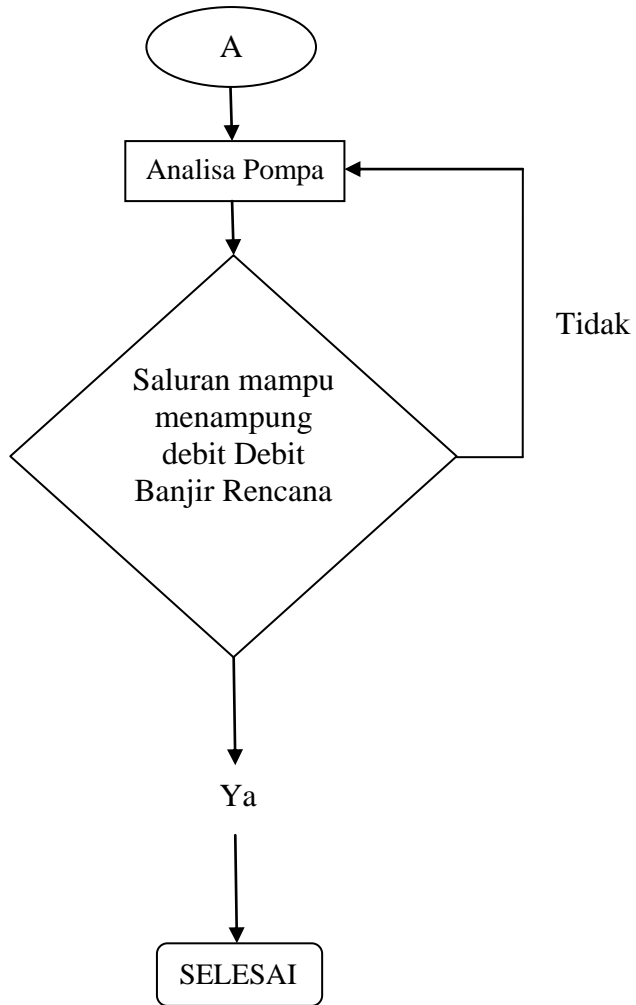 A
Analisa Pompa
Tidak
Saluran mampu
menampung
debit Debit
Banjir Rencana
Ya
SELESAI